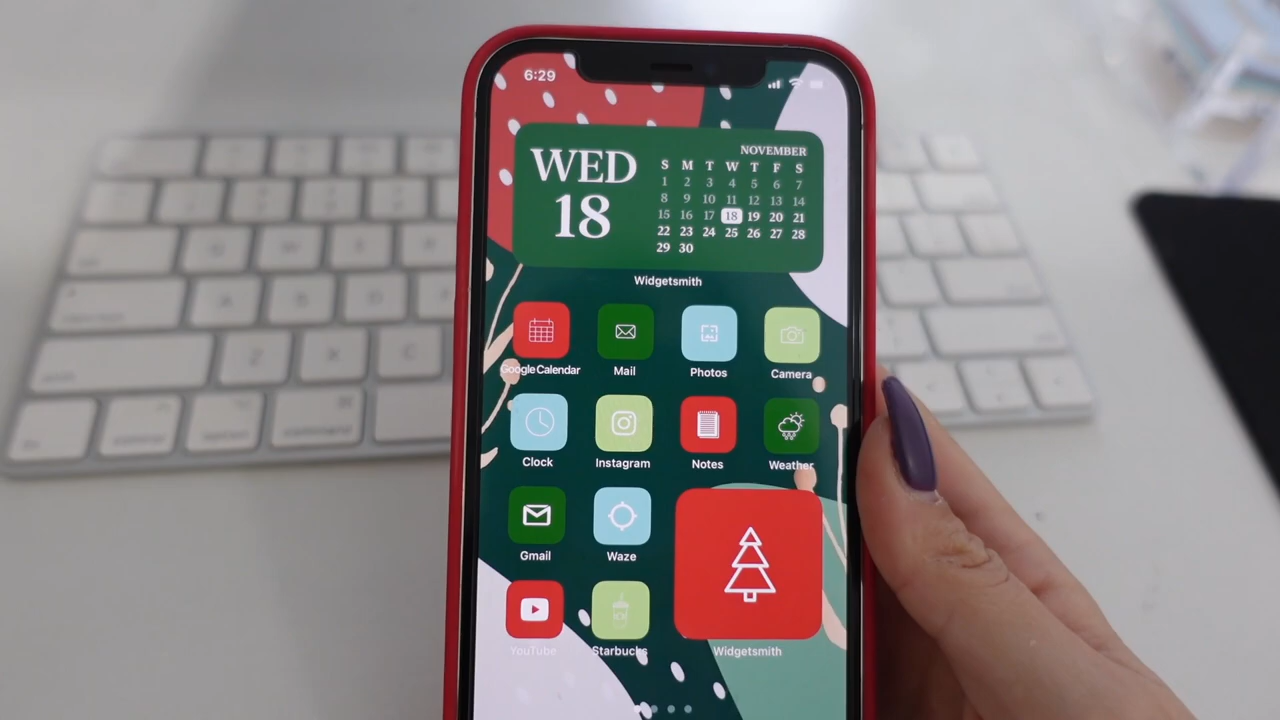 6:29
WED
18
NOVEMBER
S M T W T F S
1 2 3 4 5 6 7
8 9 10 11 12 13 14
15 16 17 18 19 20 21
22 23 24 25 26 27 28
29 30
Widgetsmith
Google Calendar Mail Photos Camera
Clock Instagram Notes Weather
Gmail Waze
YouTube Starbucks Widgetsmith
Z C